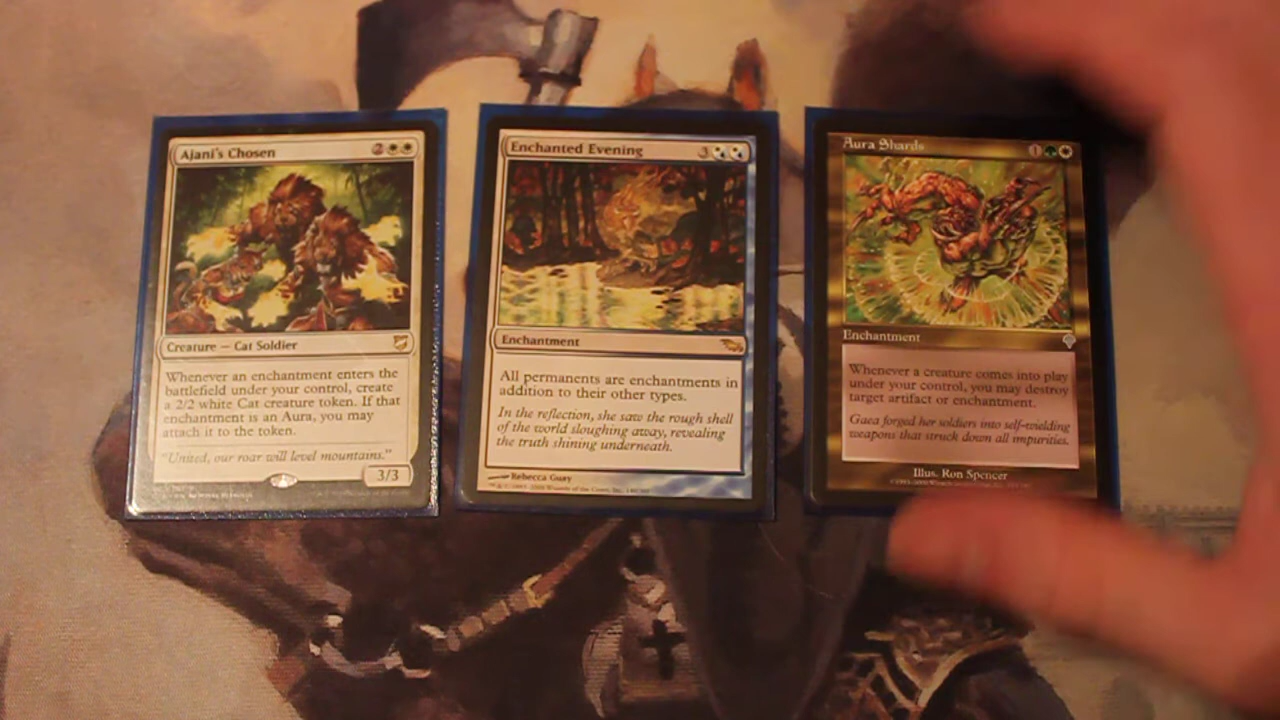 Ajani's Chosen 2
Creature — Cat Soldier
Whenever an enchantment enters the
battlefield under your control, create
a 2/2 white Cat creature token. If that
enchantment is an Aura, you may
attach it to the token.
"United, our roar will level mountains."
3/3
Enchanted Evening 3
Enchantment
All permanents are enchantments in
addition to their other types.
In the reflection, she saw the rough shell
of the world sloughing away, revealing
the truth shining underneath.
Rebecca Guay
Aura Shards 1
Enchantment
Whenever a creature comes into play
under your control, you may destroy
target artifact or enchantment.
Gaea forged her soldiers into self-wielding
weapons that struck down all impurities.
Illus. Ron Spencer